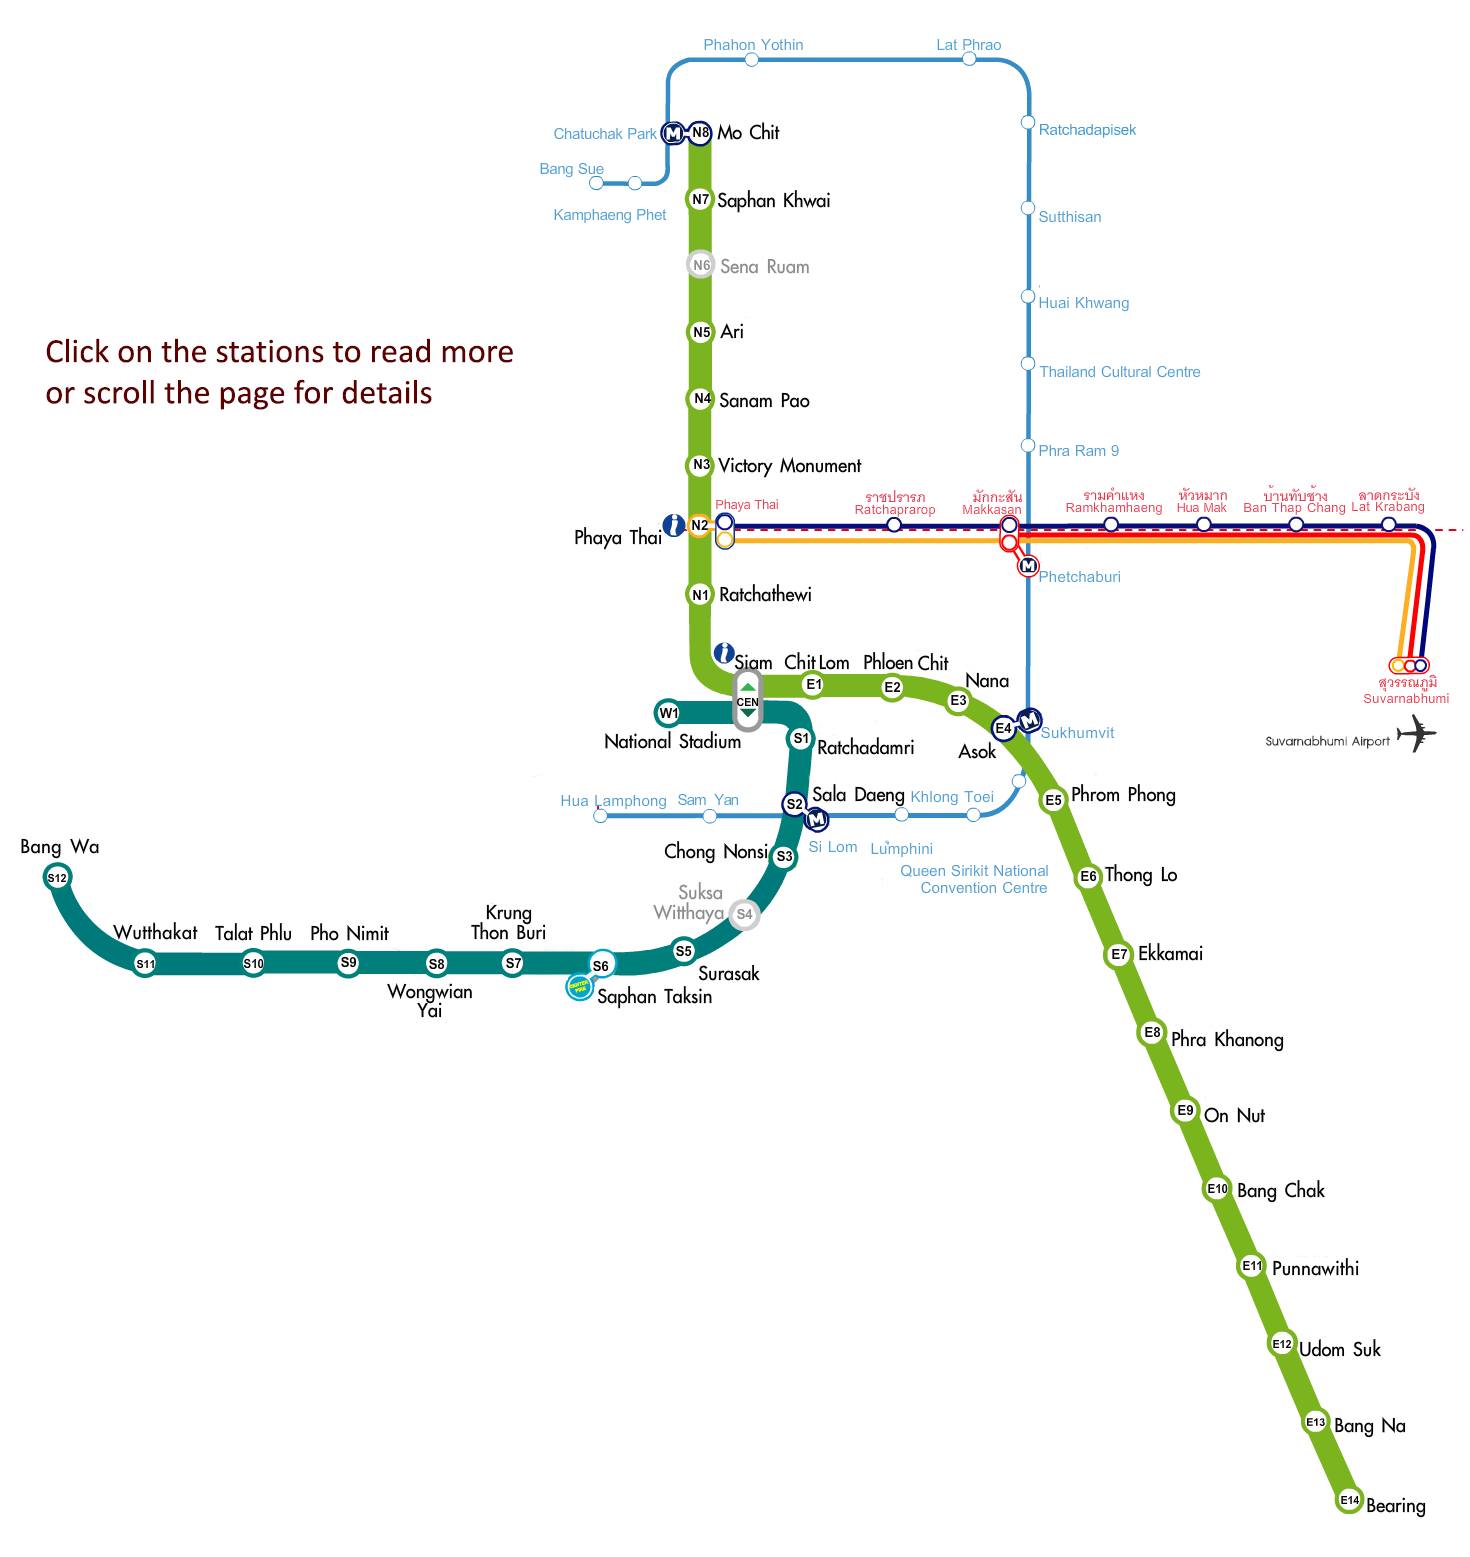 Phahon Yothin
Lat Phrao
Chatuchak Park
M
N8
Mo Chit
Ratchadapisek
Bang Sue
Kamphaeng Phet
N7
Saphan Khwai
Sutthisan
N6
Sena Ruam
Huai Khwang
N5
Ari
Click on the stations to read more
or scroll the page for details
Thailand Cultural Centre
N4
Sanam Pao
Phra Ram 9
N3
Victory Monument
Phaya Thai
ราชปรารภ
Ratchaprarop
มักกะสัน
Makkasan
รามคำแหง
Ramkhamhaeng
หัวหมาก
Hua Mak
บ้านทับช้าง
Ban Thap Chang
ลาดกระบัง
Lat Krabang
i
N2
Phaya Thai
M
Phetchaburi
N1
Ratchathewi
i
Siam
CEN
Chit Lom
E1
Phloen Chit
E2
Nana
E3
สุวรรณภูมิ
Suvarnabhumi
Suvarnabhumi Airport
W1
National Stadium
S1
Ratchadamri
E4
M
Asok
Sukhumvit
Hua Lamphong
Sam Yan
S2
Sala Daeng
M
Si Lom
Khlong Toei
Lumphini
Queen Sirikit National
Convention Centre
E5
Phrom Phong
Chong Nonsi
S3
Bang Wa
S12
E6
Thong Lo
Suksa
Witthaya
S4
Wutthakat
S11
Talat Phlu
S10
Pho Nimit
S9
S8
Wongwian
Yai
Krung
Thon Buri
S7
S6
Saphan Taksin
S5
Surasak
E7
Ekkamai
E8
Phra Khanong
E9
On Nut
E10
Bang Chak
E11
Punnawithi
E12
Udom Suk
E13
Bang Na
E14
Bearing